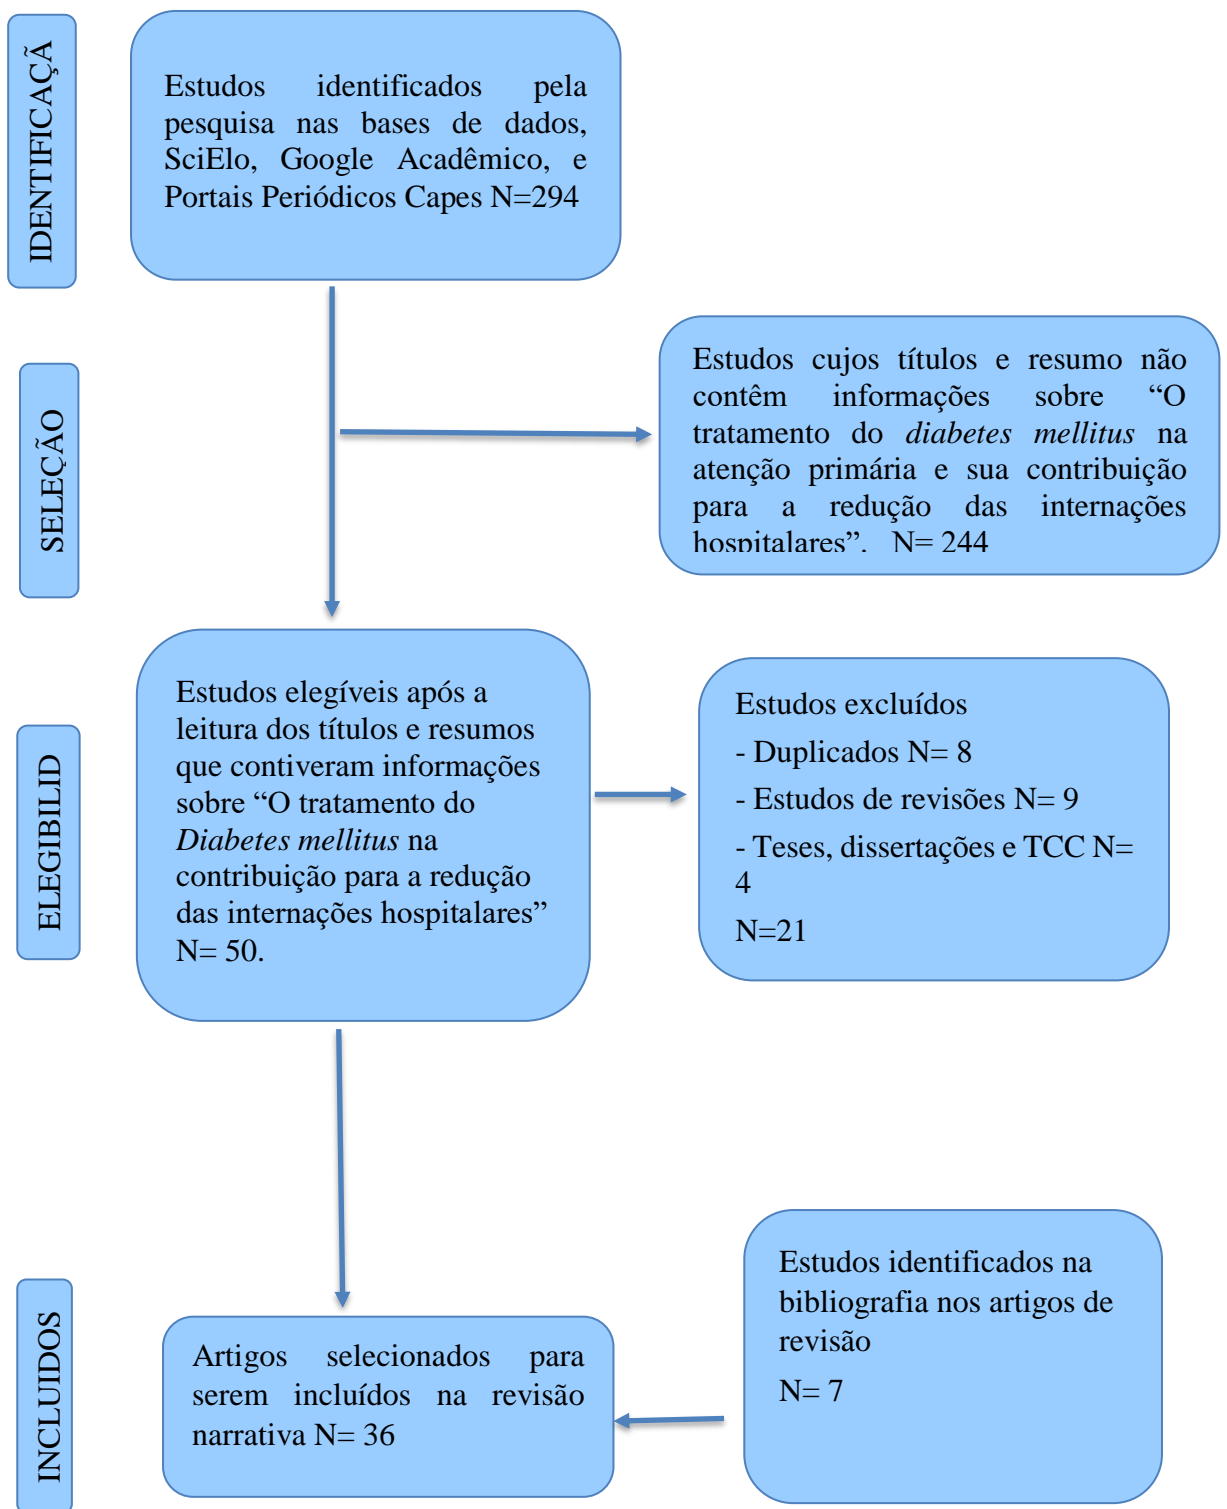 IDENTIFICAÇÃ
Estudos identificados pela
pesquisa nas bases de dados,
SciElo, Google Acadêmico, e
Portais Periódicos Capes N=294
SELEÇÃO
Estudos cujos títulos e resumo não
contêm informações sobre “O
tratamento do diabetes mellitus na
atenção primária e sua contribuição
para a redução das internações
hospitalares”. N= 244
ELEGIBILID
Estudos elegíveis após a
leitura dos títulos e resumos
que contiveram informações
sobre “O tratamento do
Diabetes mellitus na
contribuição para a redução
das internações hospitalares”
N= 50.
Estudos excluídos
- Duplicados N= 8
- Estudos de revisões N= 9
- Teses, dissertações e TCC N=
4
N=21
INCLUIDOS
Artigos selecionados para
serem incluídos na revisão
narrativa N= 36
Estudos identificados na
bibliografia nos artigos de
revisão
N= 7